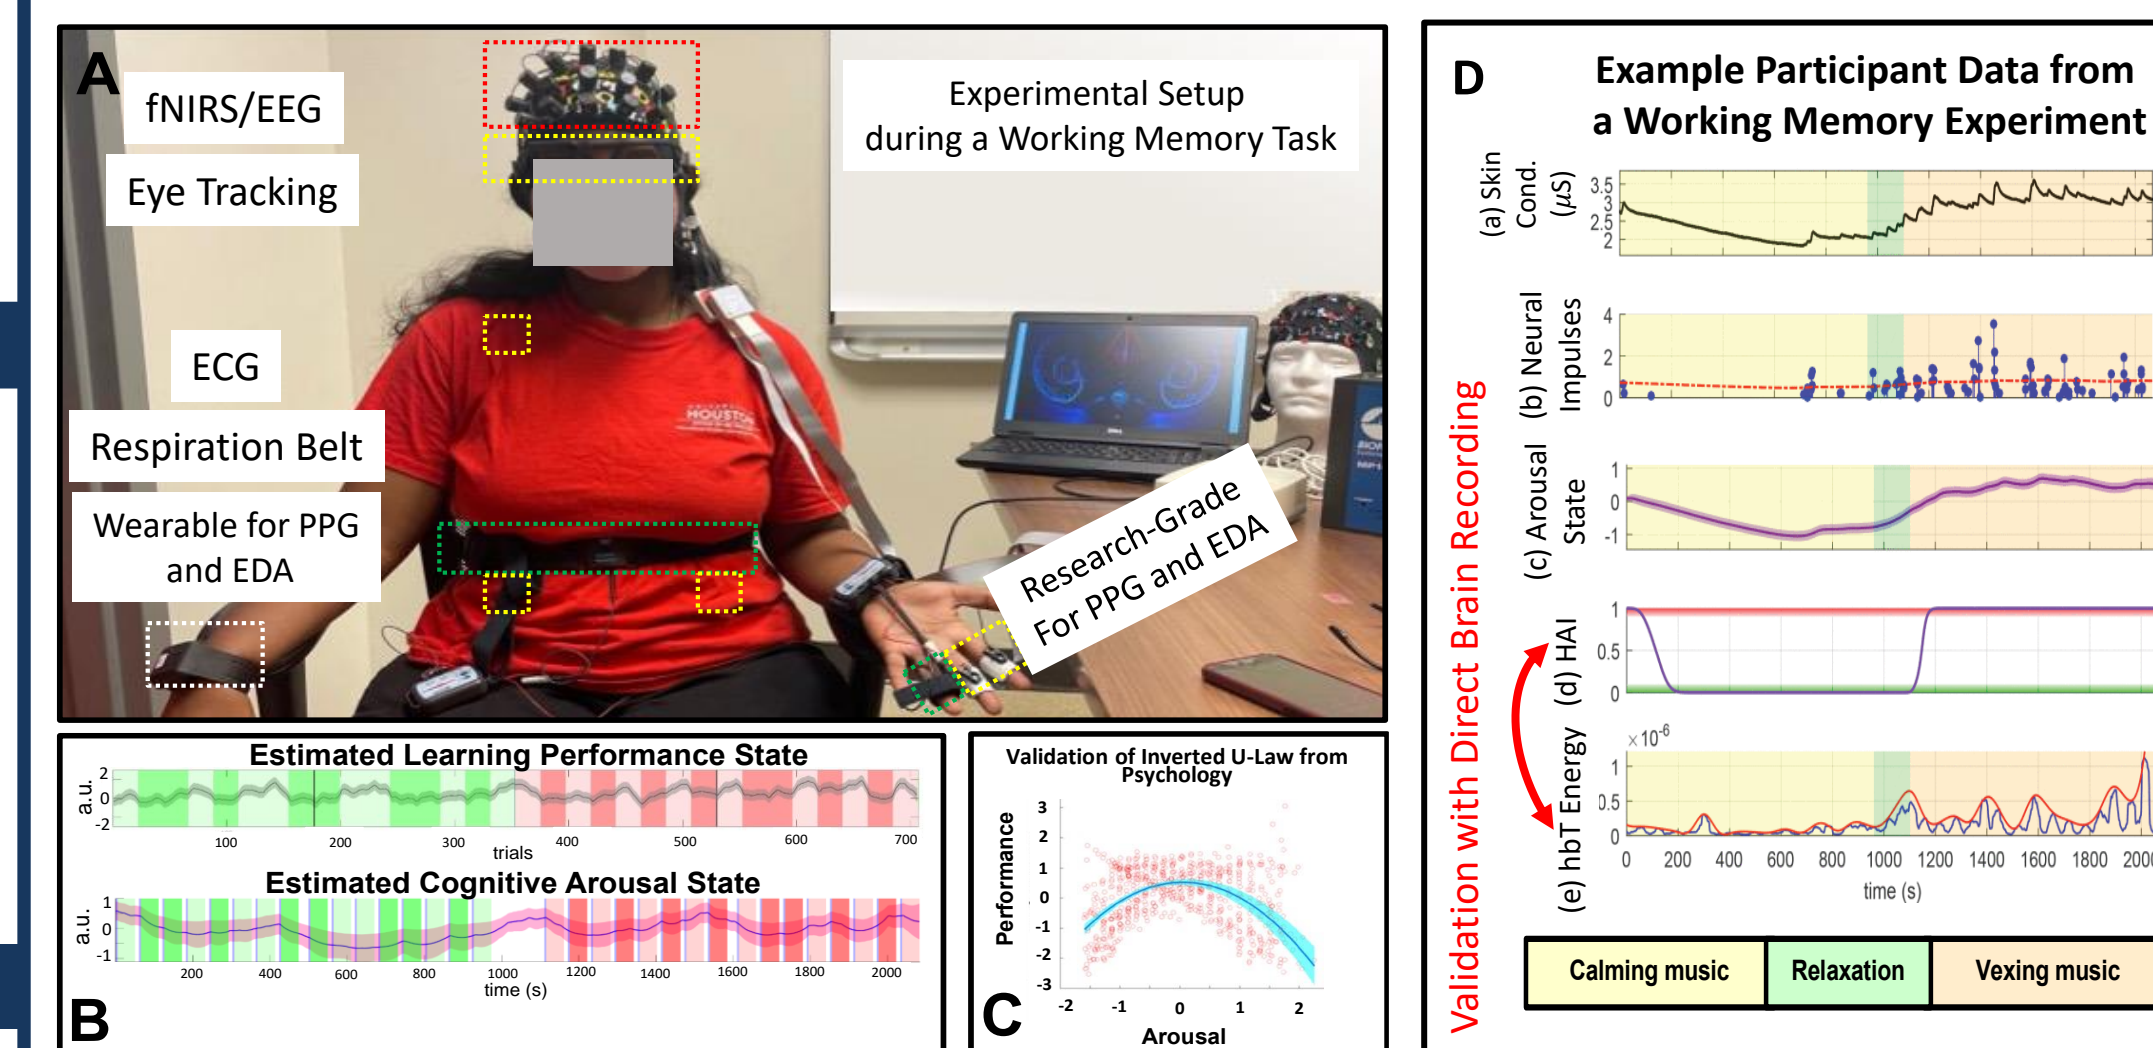 A
fNIRS/EEG
Eye Tracking
Experimental Setup
during a Working Memory Task
ECG
Respiration Belt
Wearable for PPG
and EDA
HOUSTON
DELL
Research-Grade
For PPG and EDA
Estimated Learning Performance State
a.u.
2
0
-2
100 200 300 400 500 600 700
trials
Estimated Cognitive Arousal State
a.u.
1
0
-1
200 400 600 800 1000 1200 1400 1600 1800 2000
time (s)
B
Validation of Inverted U-Law from
Psychology
Performance
3
2
1
0
-1
-2
-3
-2 -1 0 1 2
Arousal
C
D
Example Participant Data from
a Working Memory Experiment
Validation with Direct Brain Recording
(a) Skin
Cond.
(μS)
3.5
3
2.5
2
(b) Neural
Impulses
4
2
0
(c) Arousal
State
1
0
-1
(d) HAI
1
0.5
0
(e) hbT Energy
×10-6
1
0.5
0
0 200 400 600 800 1000 1200 1400 1600 1800
time (s)
Calming music Relaxation Vexing music